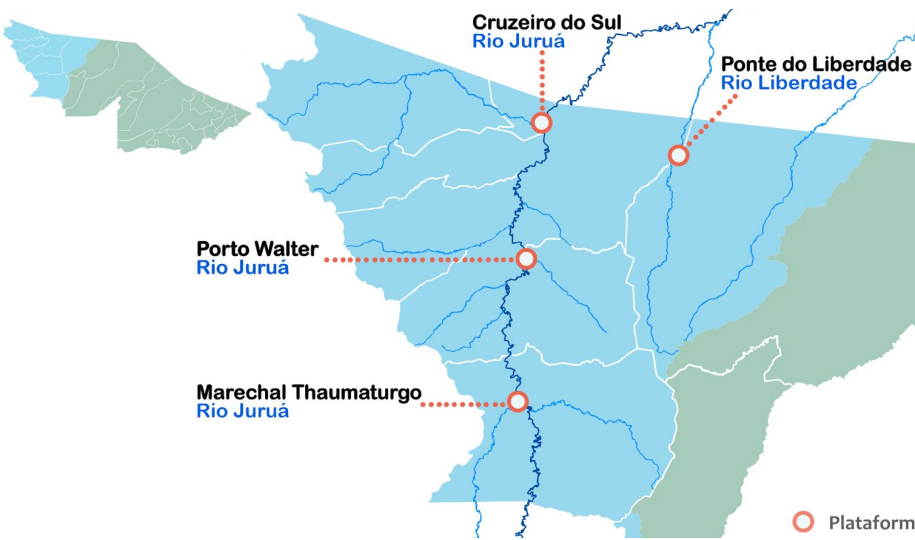 Cruzeiro do Sul
Rio Juruá
Ponte do Liberdade
Rio Liberdade
Porto Walter
Rio Juruá
Marechal Thaumaturgo
Rio Juruá
Plataform